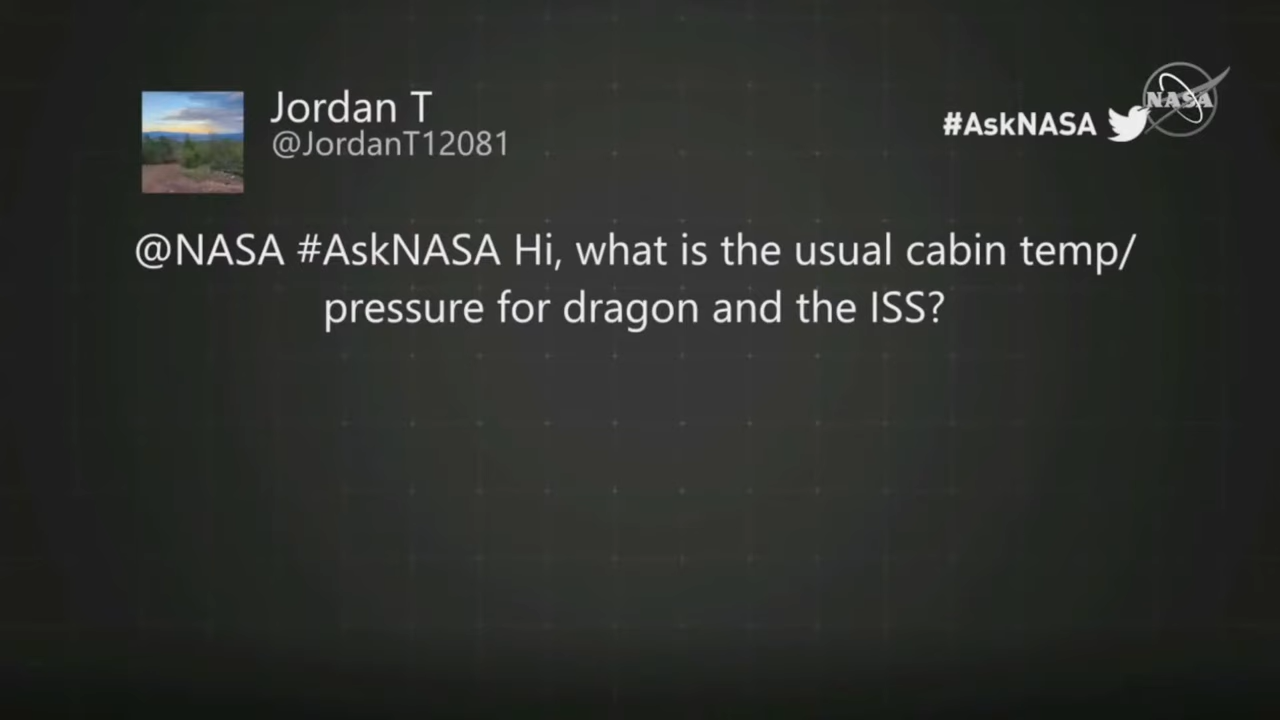 Jordan T
@JordanT12081
#AskNASA
NASA
@NASA #AskNASA Hi, what is the usual cabin temp/
pressure for dragon and the ISS?